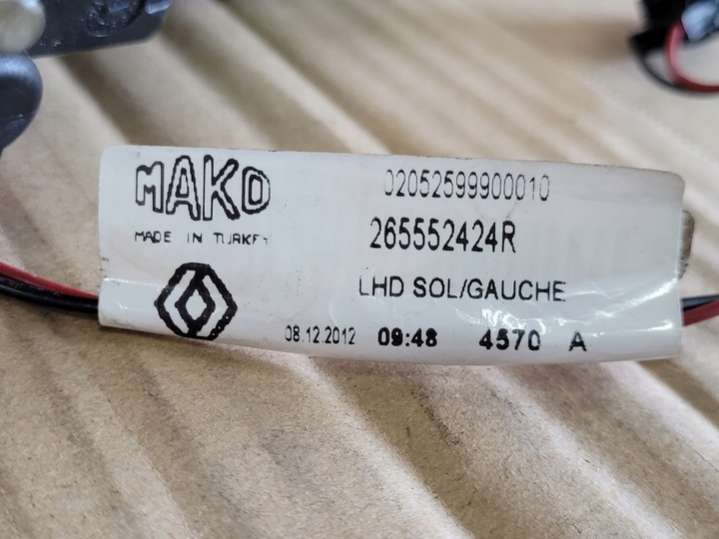 MAKO
MADE IN TURKEY
02052599900010
265552424R
LHD SOL/GAUCHE
08.12.2012 09:48 4570 A